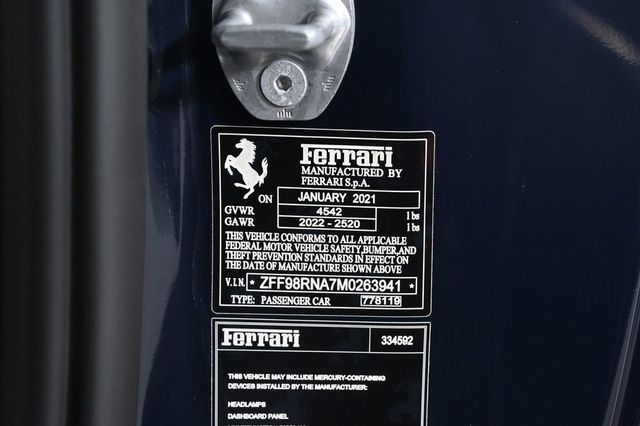 Ferrari
MANUFACTURED BY
FERRARI S.p.A.
ON JANUARY 2021
GVWR 4542 lbs
GAWR 2022 - 2520 lbs
THIS VEHICLE CONFORMS TO ALL APPLICABLE
FEDERAL MOTOR VEHICLE SAFETY,BUMPER,AND
THEFT PREVENTION STANDARDS IN EFFECT ON
THE DATE OF MANUFACTURE SHOWN ABOVE
V.I.N. * ZFF98RNA7M0263941 *
TYPE: PASSENGER CAR 778119
Ferrari 334592
THIS VEHICLE MAY INCLUDE MERCURY-CONTAINING
DEVICES INSTALLED BY THE MANUFACTURER:
HEADLAMPS
DASHBOARD PANEL